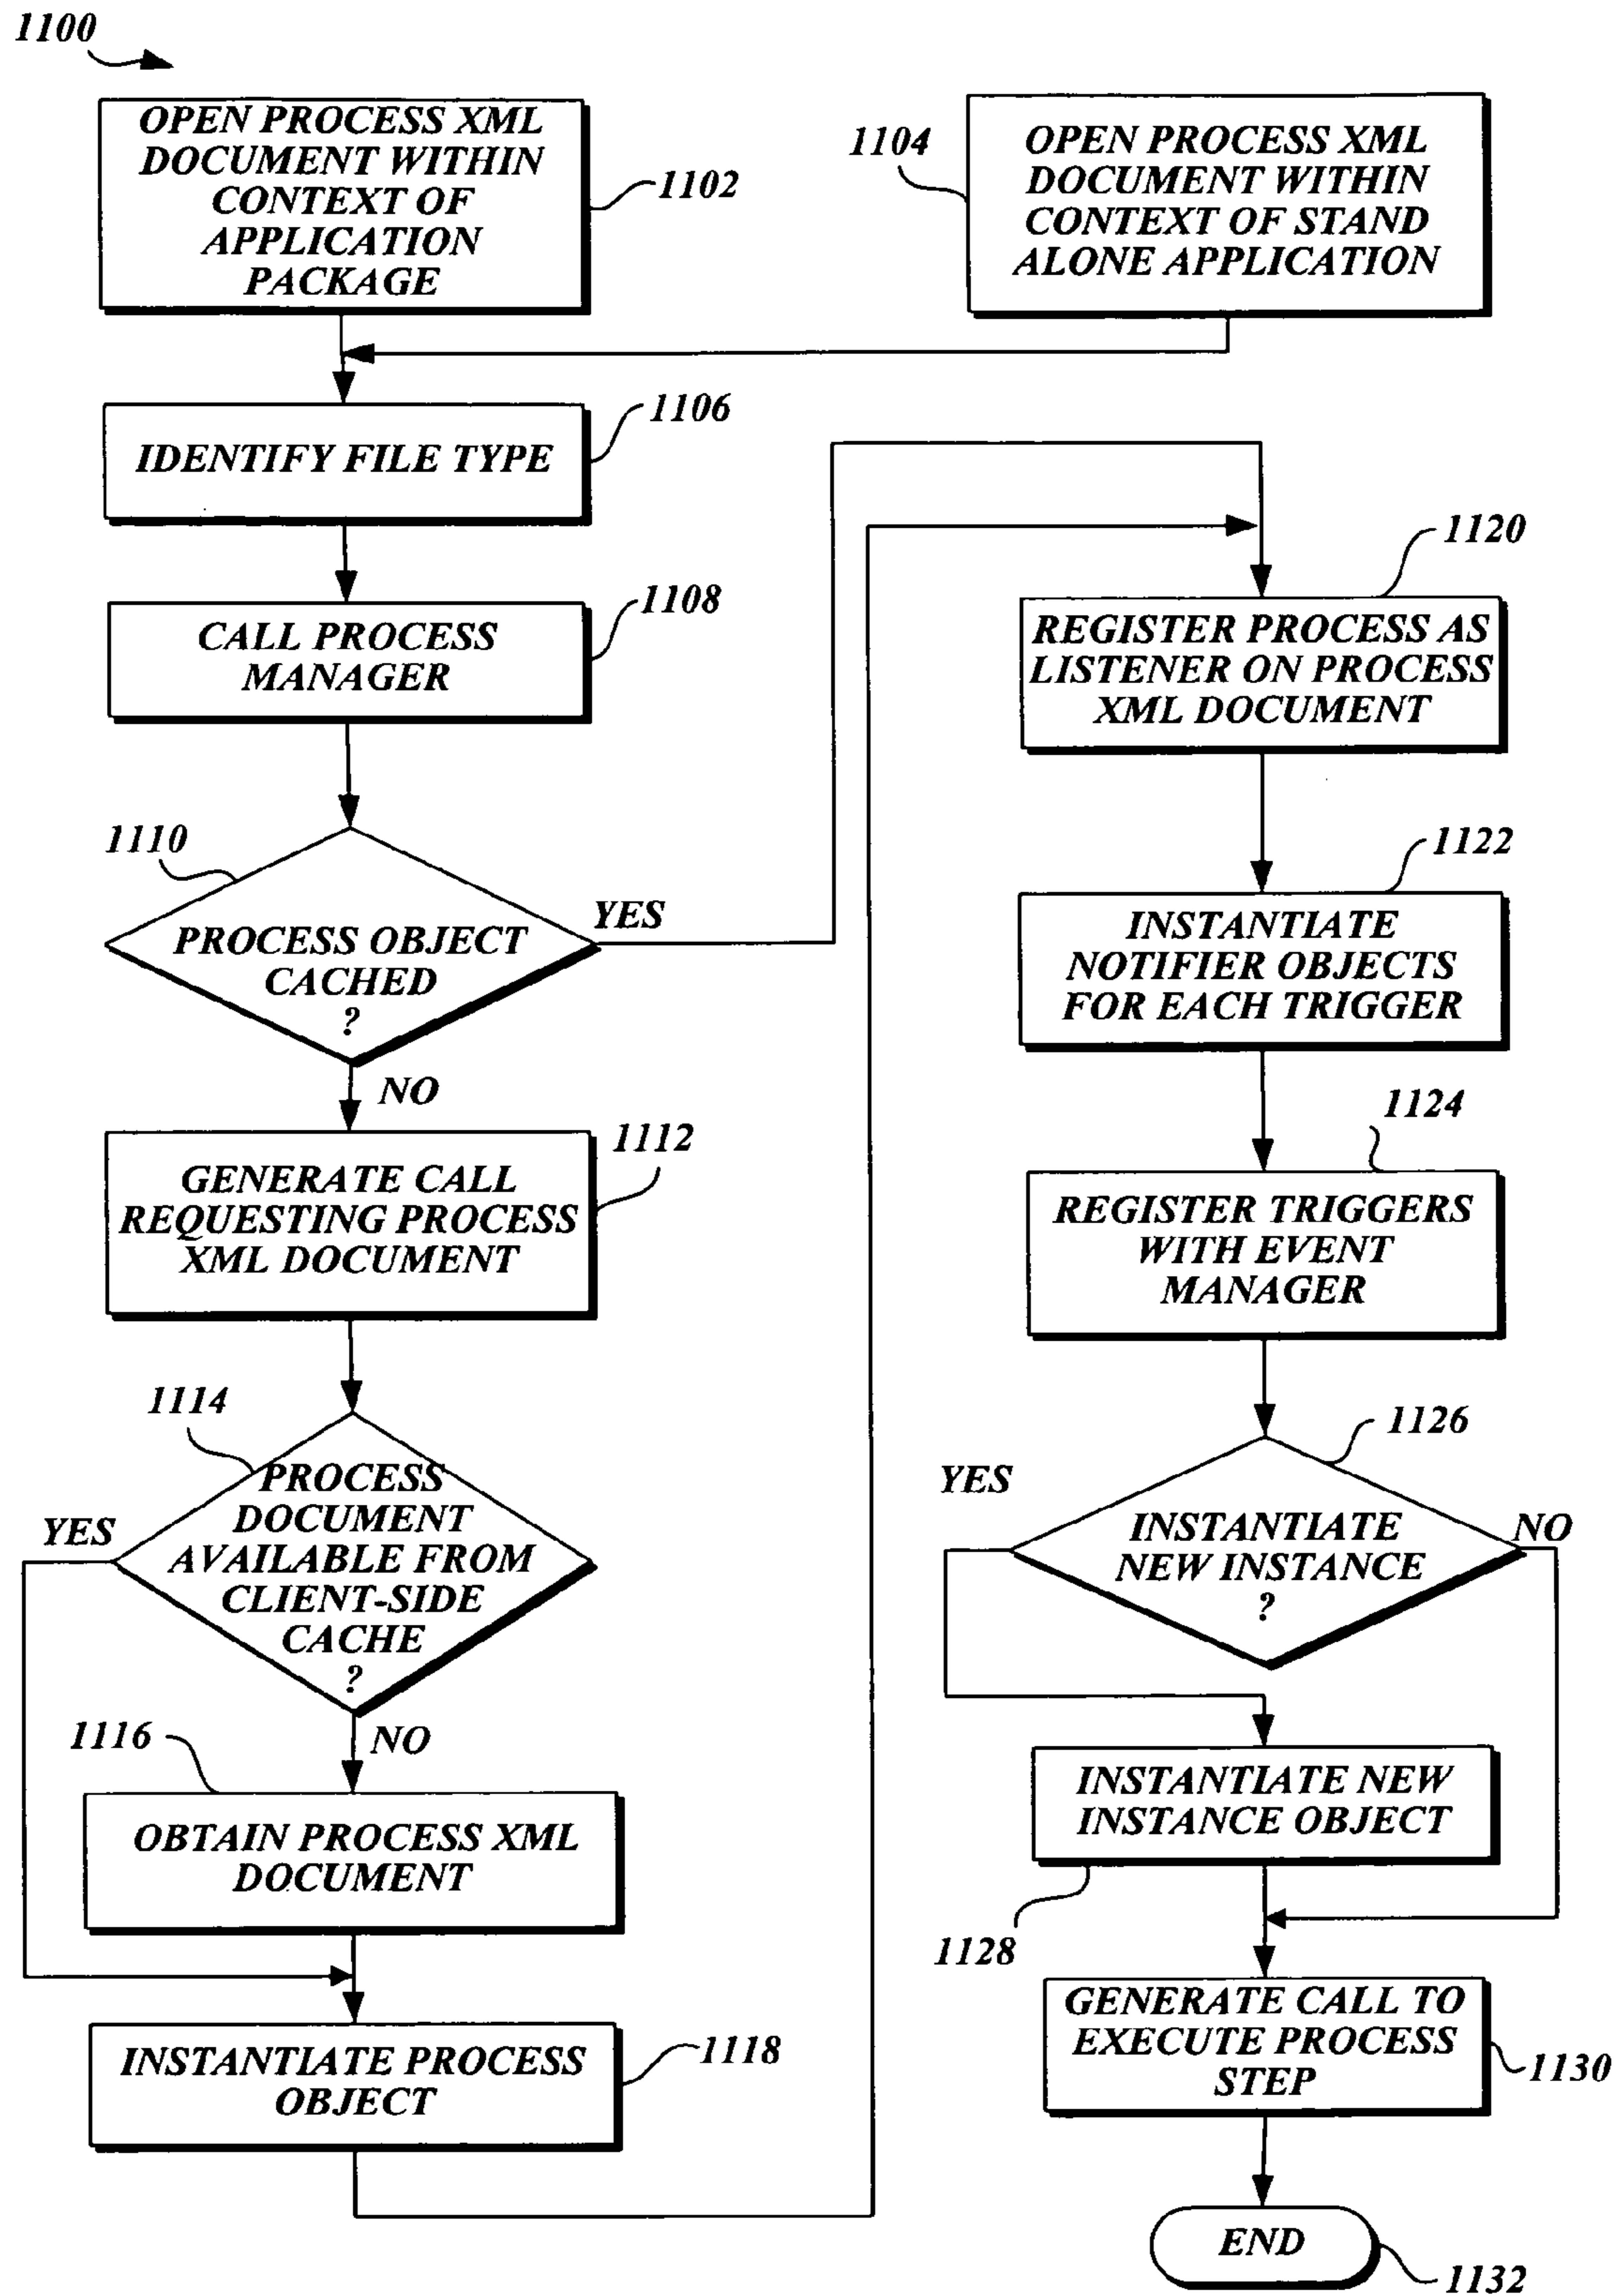 1100
OPEN PROCESS XML
DOCUMENT WITHIN
CONTEXT OF
APPLICATION
PACKAGE
1102
1104
OPEN PROCESS XML
DOCUMENT WITHIN
CONTEXT OF STAND
ALONE APPLICATION
IDENTIFY FILE TYPE
1106
CALL PROCESS
MANAGER
1108
1110
PROCESS OBJECT
CACHED
?
YES
NO
GENERATE CALL
REQUESTING PROCESS
XML DOCUMENT
1112
1114
PROCESS
DOCUMENT
AVAILABLE FROM
CLIENT-SIDE
CACHE
?
YES
NO
1116
OBTAIN PROCESS XML
DOCUMENT
INSTANTIATE PROCESS
OBJECT
1118
1120
REGISTER PROCESS AS
LISTENER ON PROCESS
XML DOCUMENT
1122
INSTANTIATE
NOTIFIER OBJECTS
FOR EACH TRIGGER
1124
REGISTER TRIGGERS
WITH EVENT
MANAGER
1126
YES
INSTANTIATE
NEW INSTANCE
?
NO
INSTANTIATE NEW
INSTANCE OBJECT
1128
GENERATE CALL TO
EXECUTE PROCESS
STEP
1130
END
1132